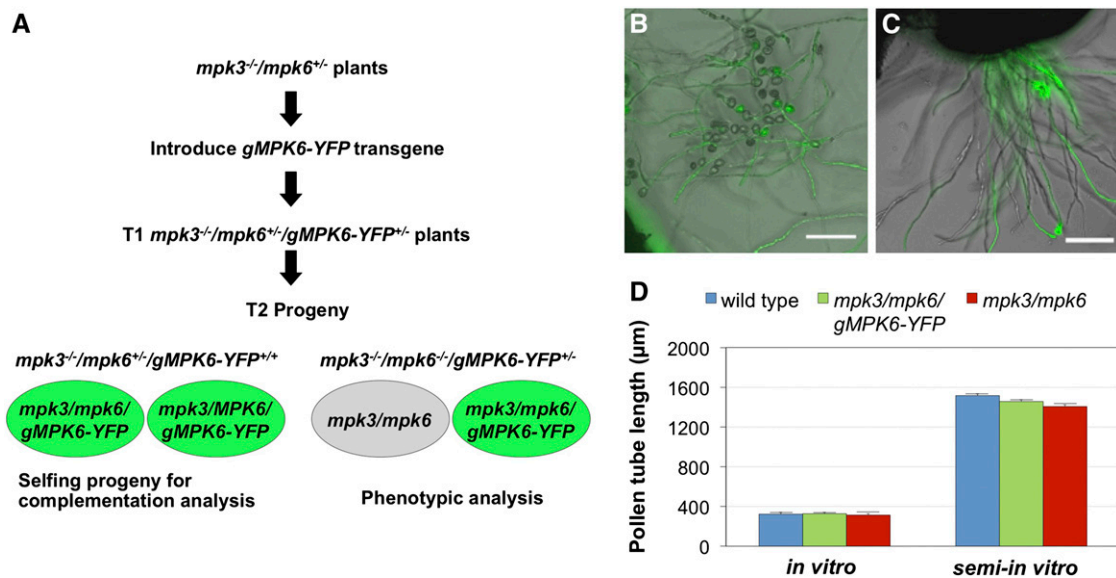 A
mpk3-/-/mpk6+/- plants
Introduce gMPK6-YFP transgene
T1 mpk3-/-/mpk6+/-/gMPK6-YFP+/- plants
T2 Progeny
mpk3-/-/mpk6+/-/gMPK6-YFP+/+
mpk3/mpk6/
gMPK6-YFP
mpk3/MPK6/
gMPK6-YFP
Selfing progeny for
complementation analysis
mpk3-/-/mpk6-/-/gMPK6-YFP+/-
mpk3/mpk6
mpk3/mpk6/
gMPK6-YFP
Phenotypic analysis
B
C
D
wild type
mpk3/mpk6/
gMPK6-YFP
mpk3/mpk6
Pollen tube length (µm)
2000
1600
1200
800
400
0
in vitro
semi-in vitro